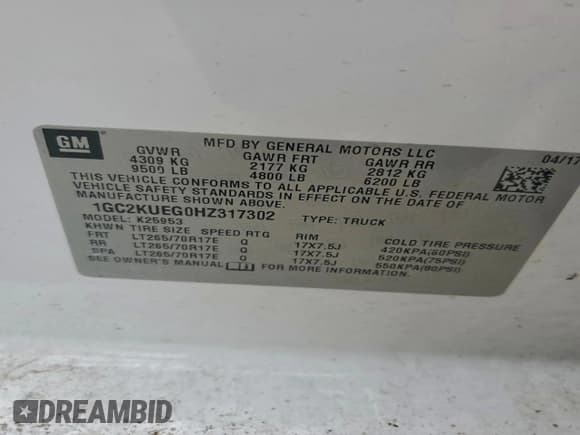 GM
MFD BY GENERAL MOTORS LLC
04/17
GVWR GAWR FRT GAWR RR
4309 KG 2177 KG 2812 KG
9500 LB 4800 LB 6200 LB
THIS VEHICLE CONFORMS TO ALL APPLICABLE U.S. FEDERAL MOTOR
VEHICLE SAFETY STANDARDS IN EFFECT ON THE DATE OF
MANUFACTURE SHOWN ABOVE.
1GC2KUEG0HZ317302 TYPE: TRUCK
MODEL: K25953
KHWN TIRE SIZE SPEED RTG RIM COLD TIRE PRESSURE
FRT LT265/70R17E Q 17X7.5J 420KPA(60PSI)
RR LT265/70R17E Q 17X7.5J 520KPA(75PSI)
SPA LT265/70R17E Q 17X7.5J 550KPA(80PSI)
SEE OWNER'S MANUAL FOR MORE INFORMATION.
DREAMBID